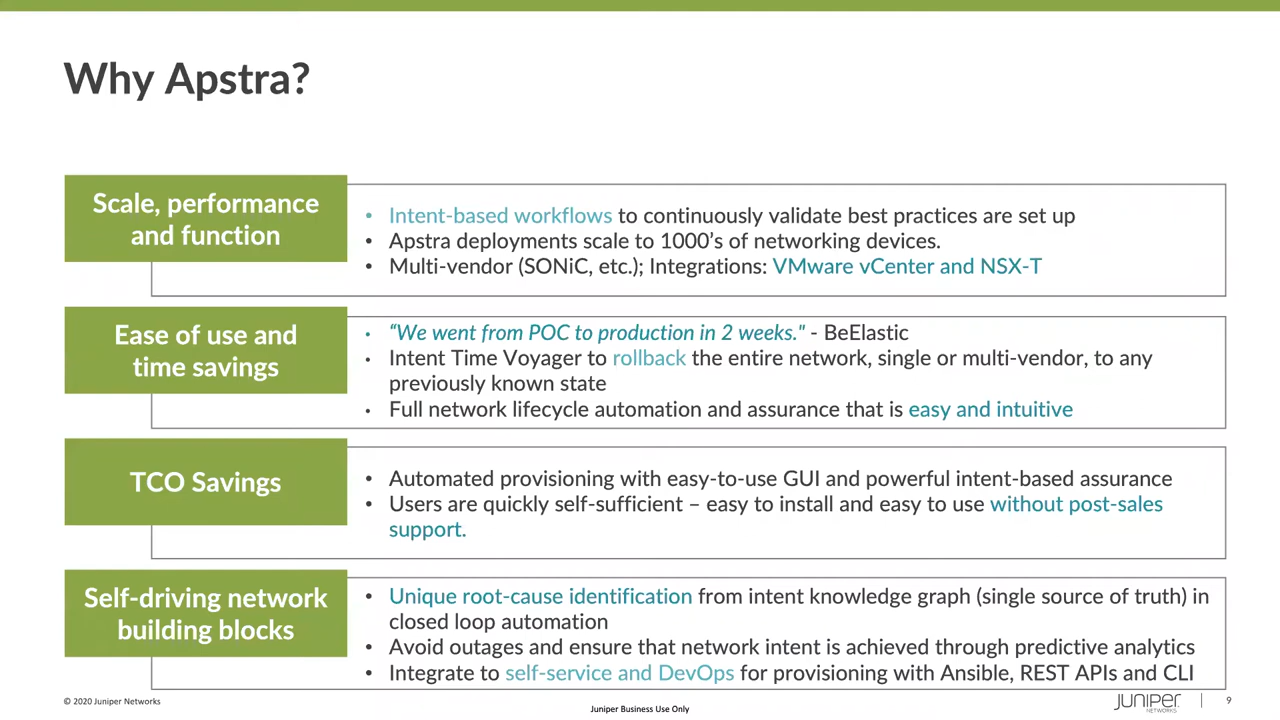 Why Apstra?
Scale, performance
and function
• Intent-based workflows to continuously validate best practices are set up
• Apstra deployments scale to 1000’s of networking devices.
• Multi-vendor (SONiC, etc.); Integrations: VMware vCenter and NSX-T
Ease of use and
time savings
• “We went from POC to production in 2 weeks." - BeElastic
• Intent Time Voyager to rollback the entire network, single or multi-vendor, to any
previously known state
• Full network lifecycle automation and assurance that is easy and intuitive
TCO Savings
• Automated provisioning with easy-to-use GUI and powerful intent-based assurance
• Users are quickly self-sufficient – easy to install and easy to use without post-sales
support.
Self-driving network
building blocks
• Unique root-cause identification from intent knowledge graph (single source of truth) in
closed loop automation
• Avoid outages and ensure that network intent is achieved through predictive analytics
• Integrate to self-service and DevOps for provisioning with Ansible, REST APIs and CLI
© 2020 Juniper Networks
Juniper Business Use Only
JUNIPER
NETWORKS
9